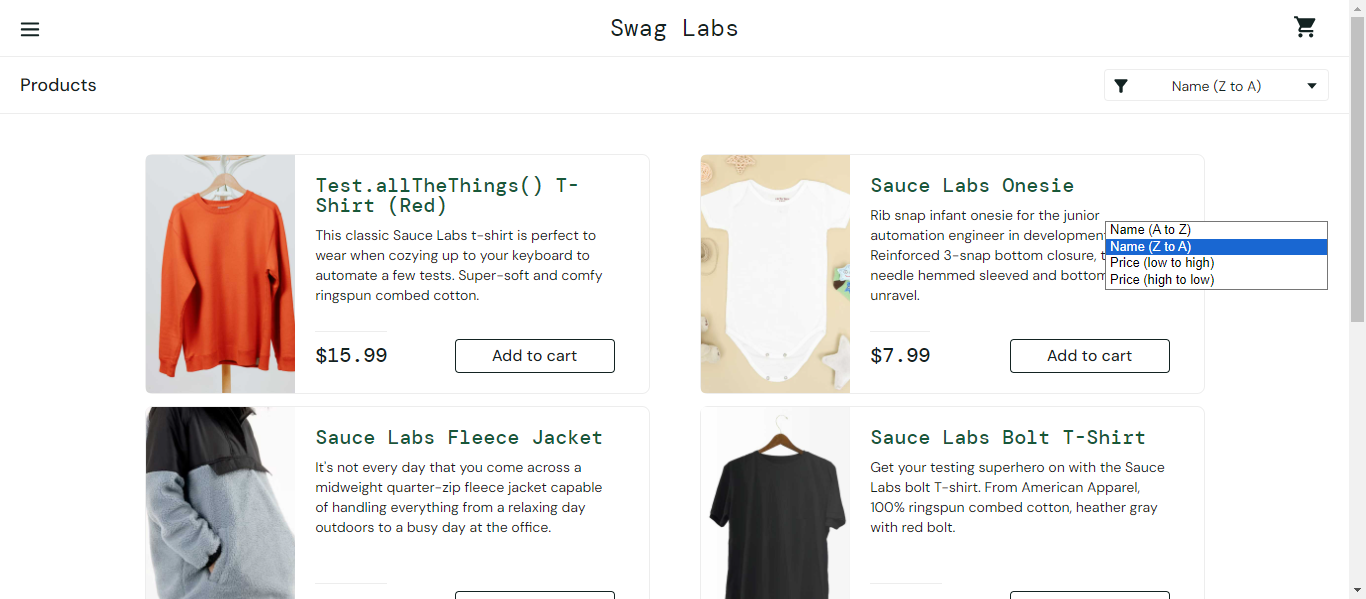 Swag Labs
Products
Name (Z to A)
Test.allTheThings() T-
Shirt (Red)
This classic Sauce Labs t-shirt is perfect to
wear when cozying up to your keyboard to
automate a few tests. Super-soft and comfy
ringspun combed cotton.
$15.99
Add to cart
Sauce Labs Onesie
Rib snap infant onesie for the junior
automation engineer in development
Reinforced 3-snap bottom closure,
needle hemmed sleeved and bottom
unravel.
$7.99
Add to cart
Name (A to Z)
Name (Z to A)
Price (low to high)
Price (high to low)
Sauce Labs Fleece Jacket
It's not every day that you come across a
midweight quarter-zip fleece jacket capable
of handling everything from a relaxing day
outdoors to a busy day at the office.
Sauce Labs Bolt T-Shirt
Get your testing superhero on with the Sauce
Labs bolt T-shirt. From American Apparel,
100% ringspun combed cotton, heather gray
with red bolt.